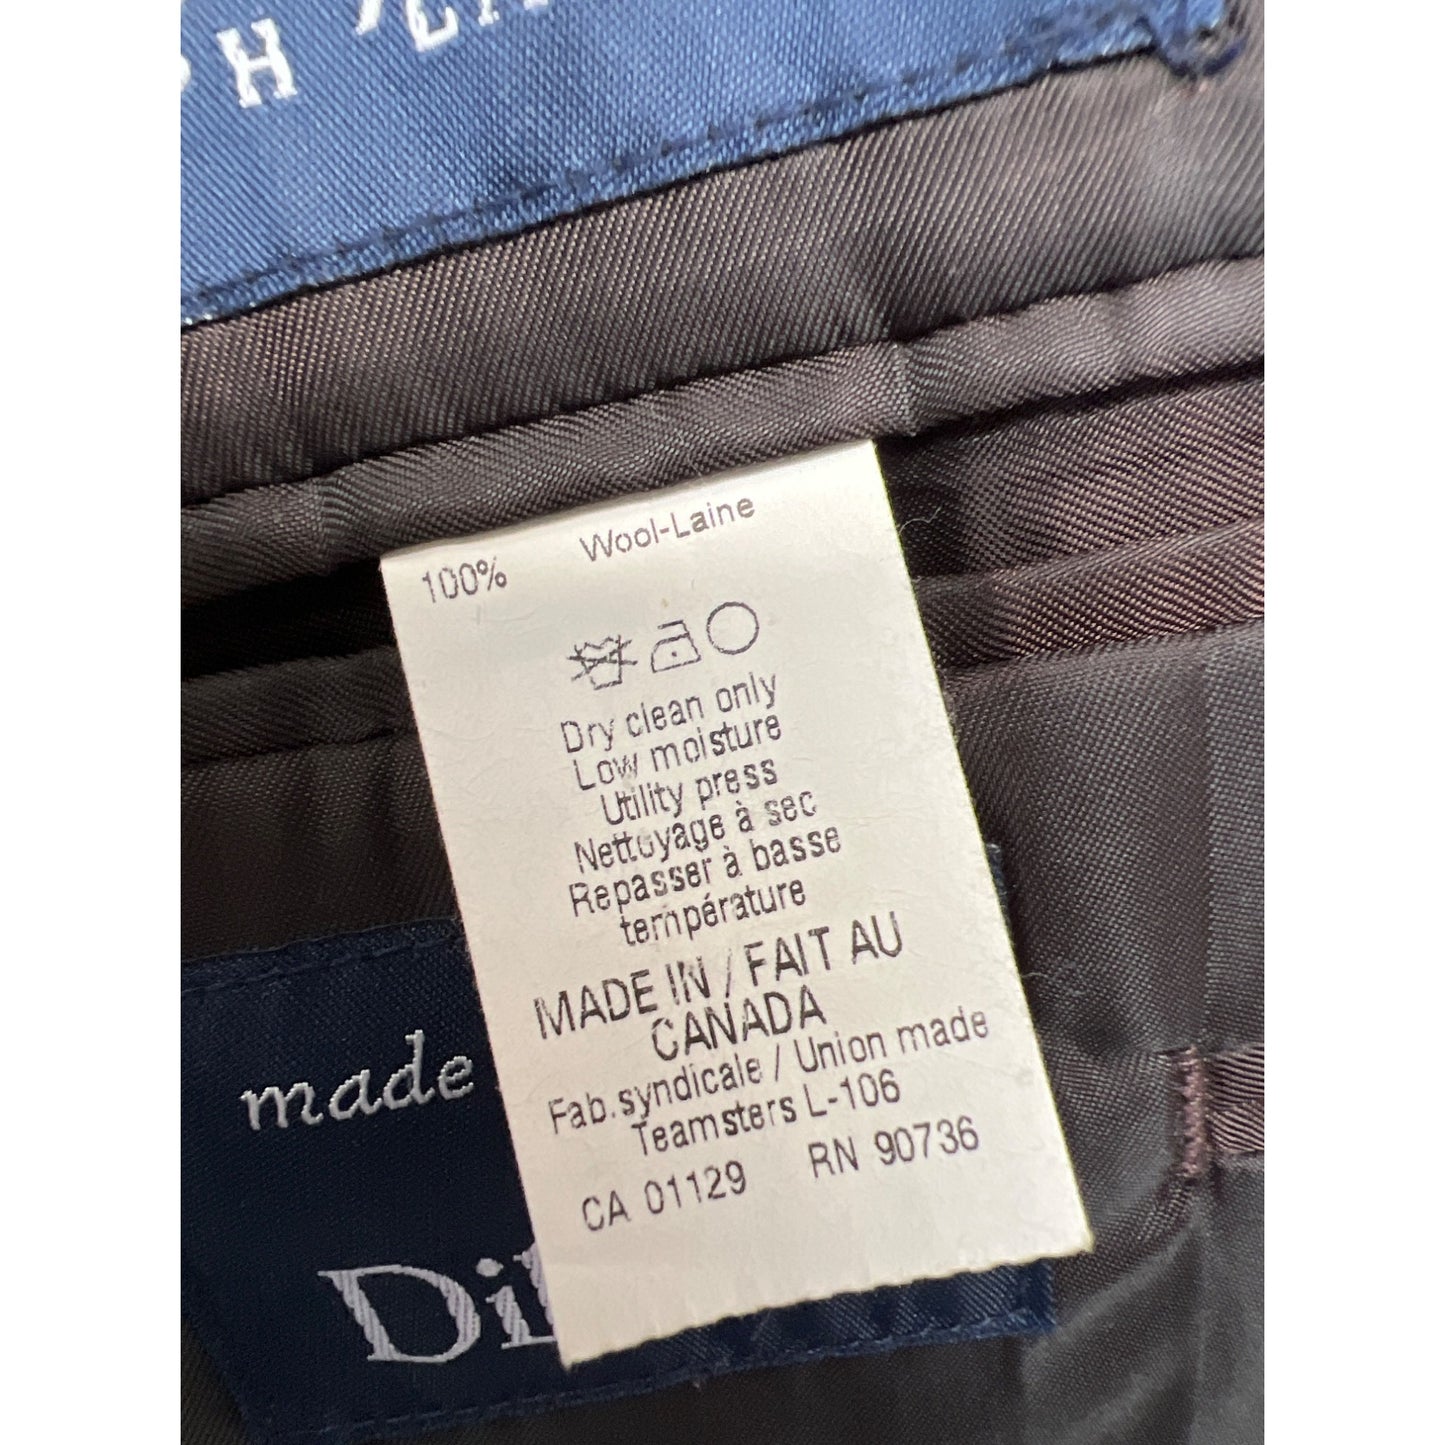 PH
100% Wool-Laine
Dry clean only
Low moisture
Utility press
Nettoyage à sec
Repasser à basse
température
MADE IN / FAIT AU
CANADA
Fab.syndicale / Union made
Teamsters L-106
CA 01129 RN 90736
made